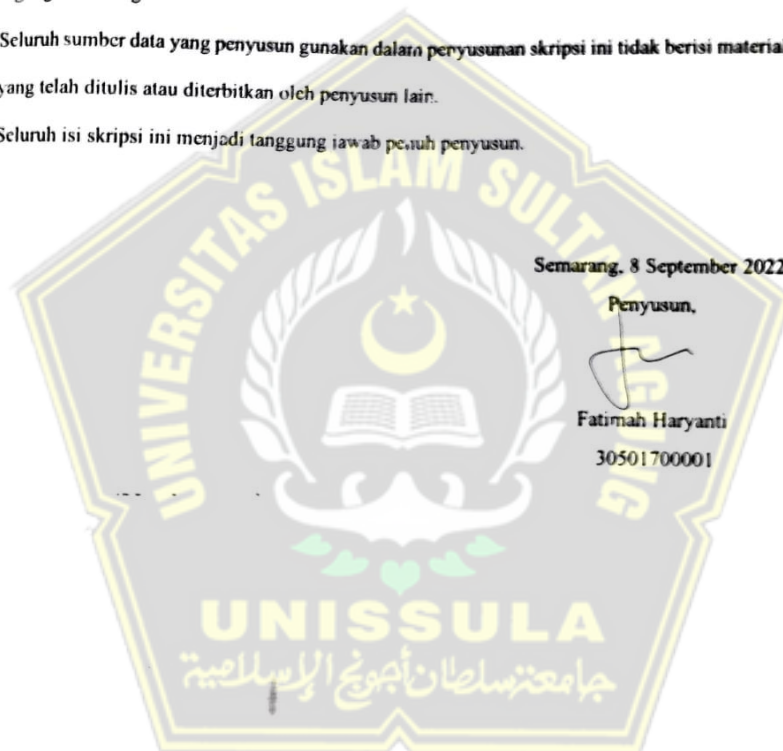 Seluruh sumber data yang penyusun gunakan dalam penyusunan skripsi ini tidak berisi material
yang telah ditulis atau diterbitkan oleh penyusun lain.
Seluruh isi skripsi ini menjadi tanggung jawab penuh penyusun.
Semarang, 8 September 2022
Penyusun,
Fatimah Haryanti
30501700001
UNIVERSITAS ISLAM SULTAN AGUNG
UNISSULA
جامعة سلطان أجونج الإسلامية